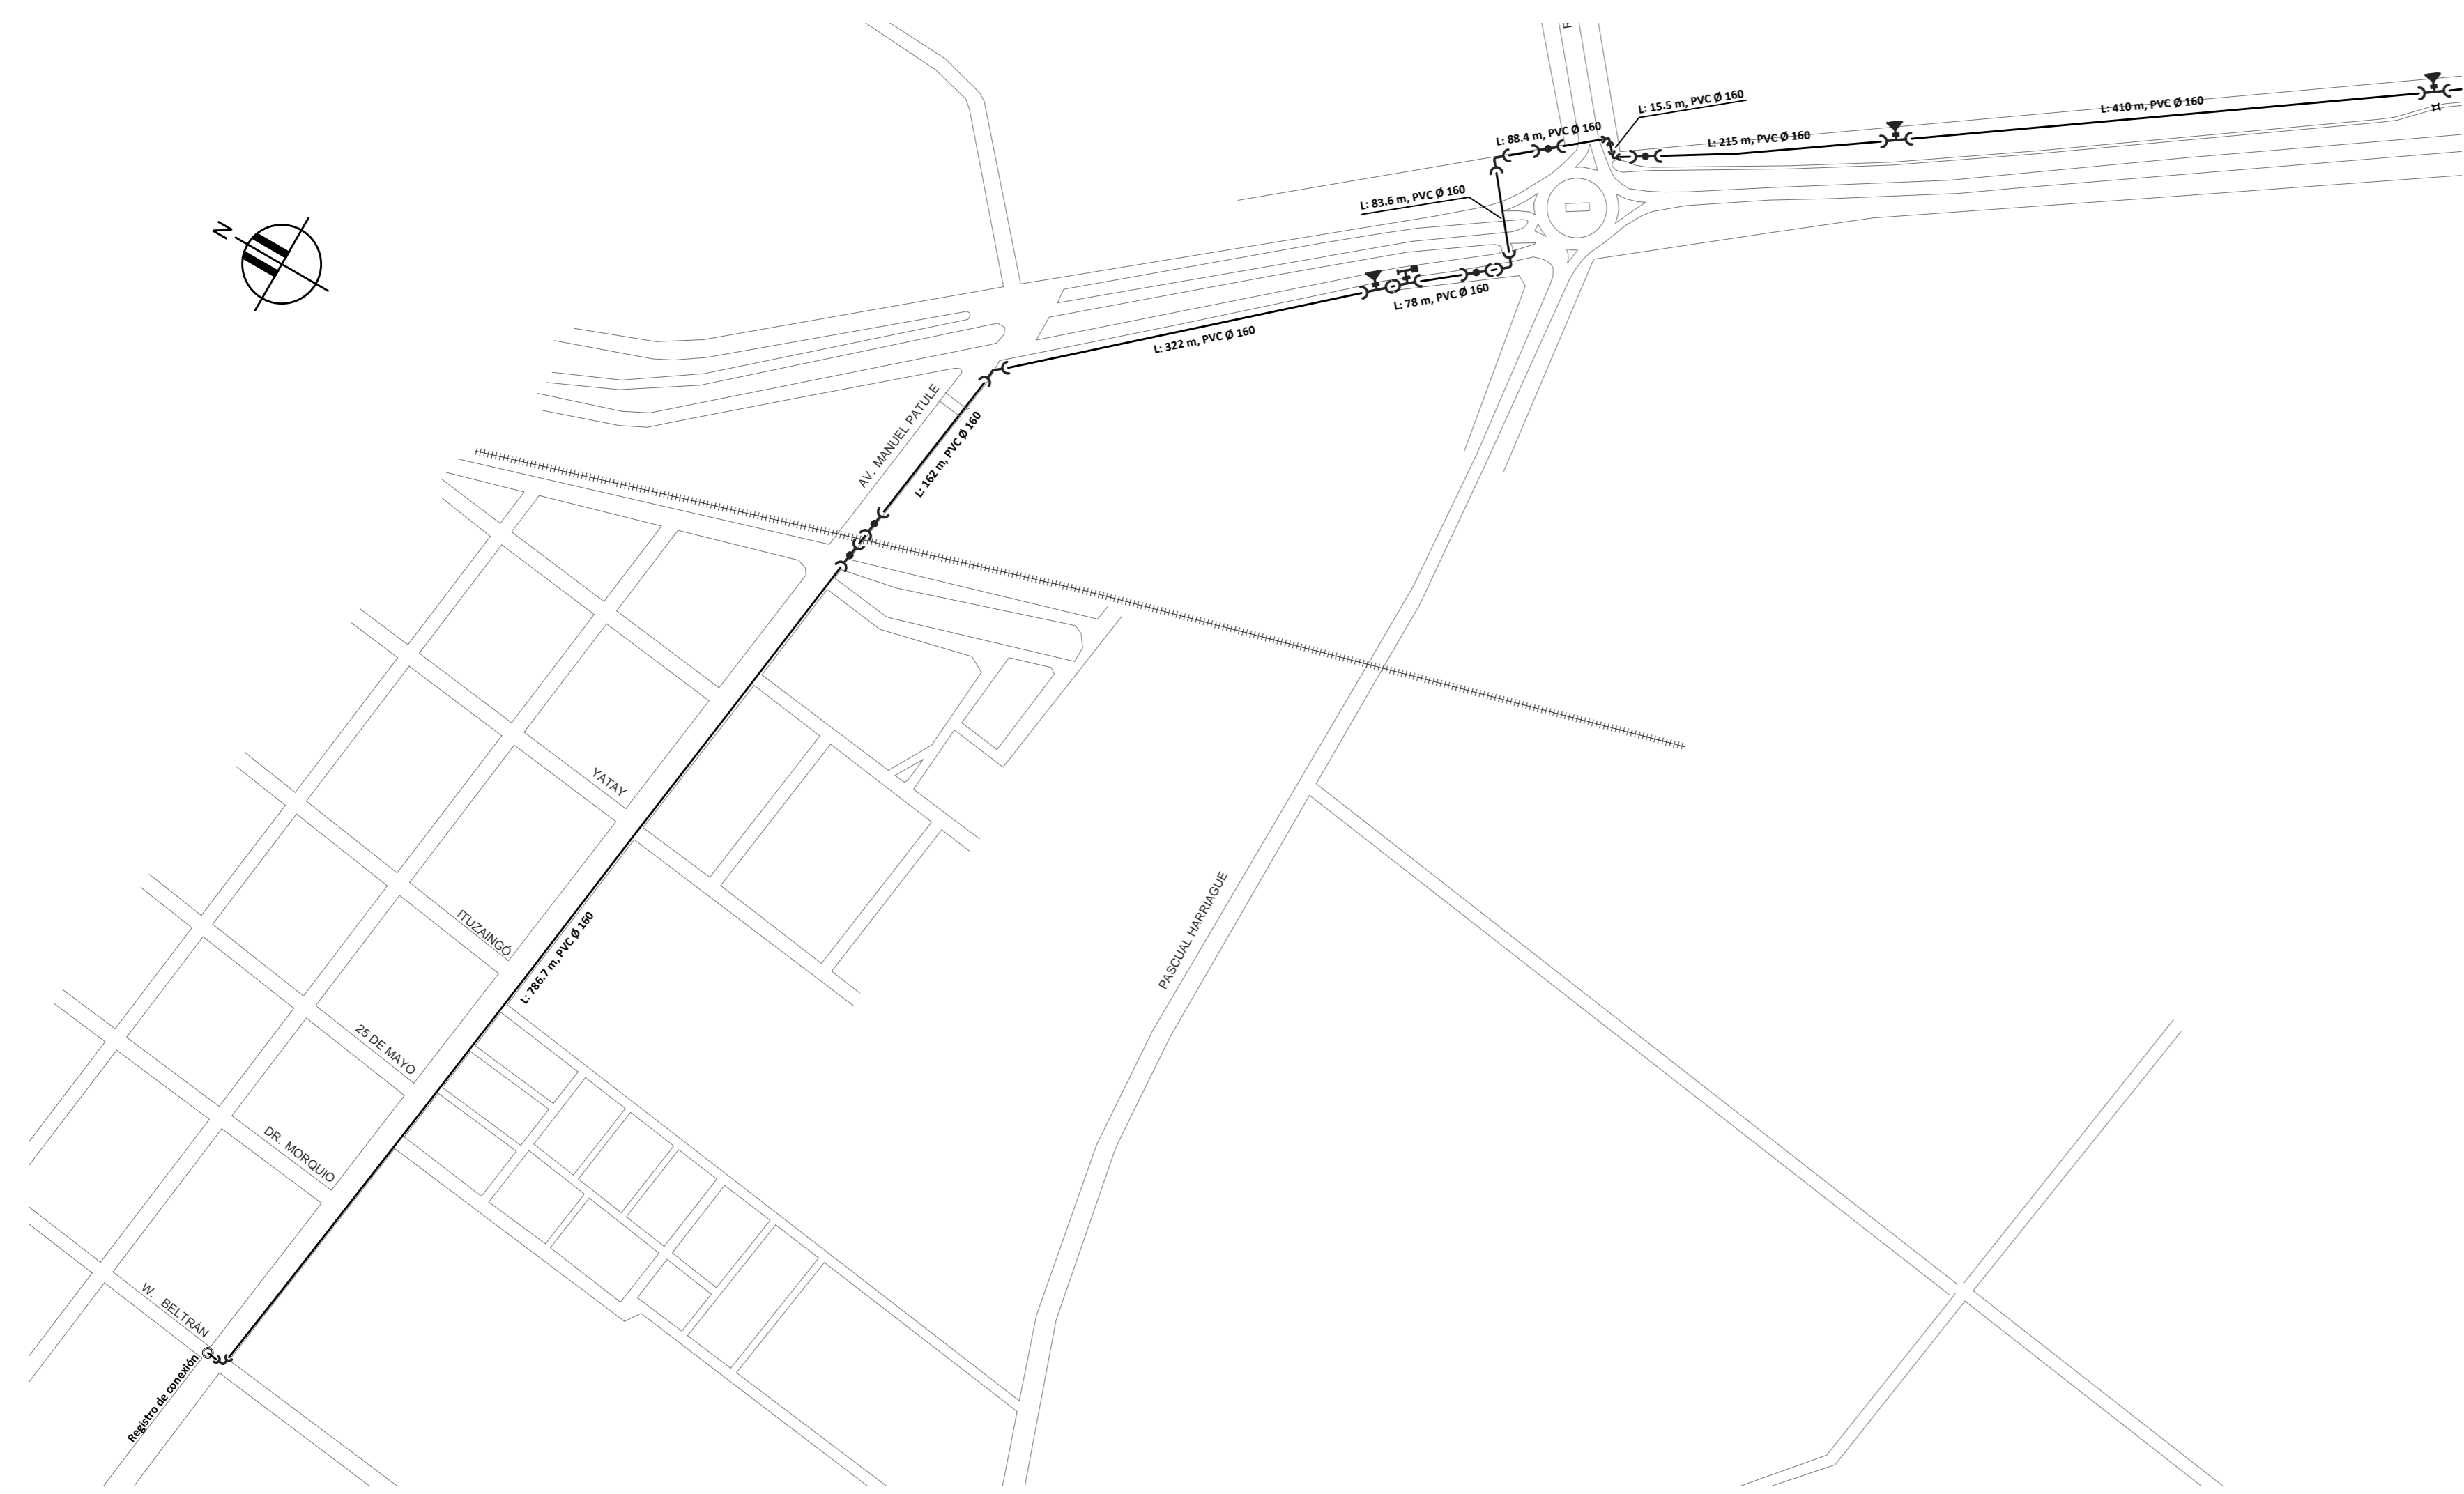 F
L: 15.5 m, PVC Ø 160
L: 410 m, PVC Ø 160
L: 88.4 m, PVC Ø 160
L: 215 m, PVC Ø 160
L: 83.6 m, PVC Ø 160
N
L: 78 m, PVC Ø 160
L: 322 m, PVC Ø 160
AV. MANUEL PATULE
L: 162 m, PVC Ø 160
YATAY
ITUZAINGÓ
L: 786.7 m, PVC Ø 160
PASCUAL HARRIAGUE
25 DE MAYO
DR. MORQUIO
W. BELTRÁN
Registro de conexión